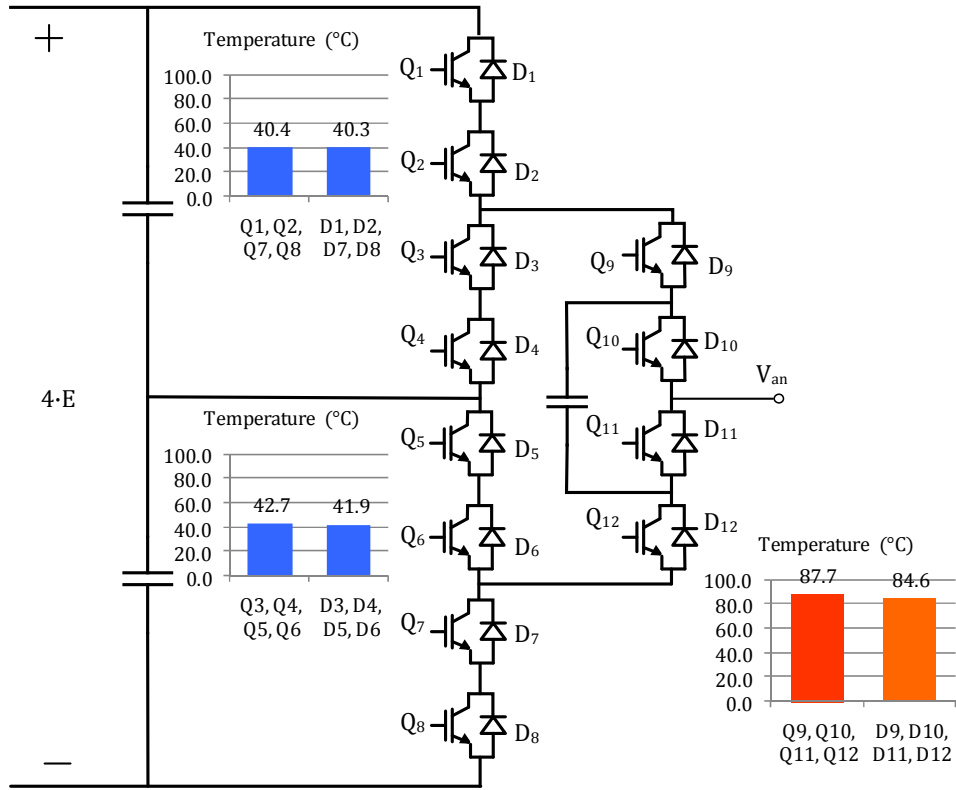 +
Temperature (°C)
100.0
80.0
60.0
40.0
20.0
0.0
40.4
40.3
Q1, Q2,
Q7, Q8
D1, D2,
D7, D8
Q1
D1
Q2
D2
Q3
D3
Q4
D4
Q9
D9
Q10
D10
Van
4·E
Temperature (°C)
100.0
80.0
60.0
40.0
20.0
0.0
42.7
41.9
Q3, Q4,
Q5, Q6
D3, D4,
D5, D6
Q5
D5
Q6
D6
Q7
D7
Q8
D8
Q11
D11
Q12
D12
Temperature (°C)
100.0
80.0
60.0
40.0
20.0
0.0
87.7
84.6
Q9, Q10,
Q11, Q12
D9, D10,
D11, D12
—